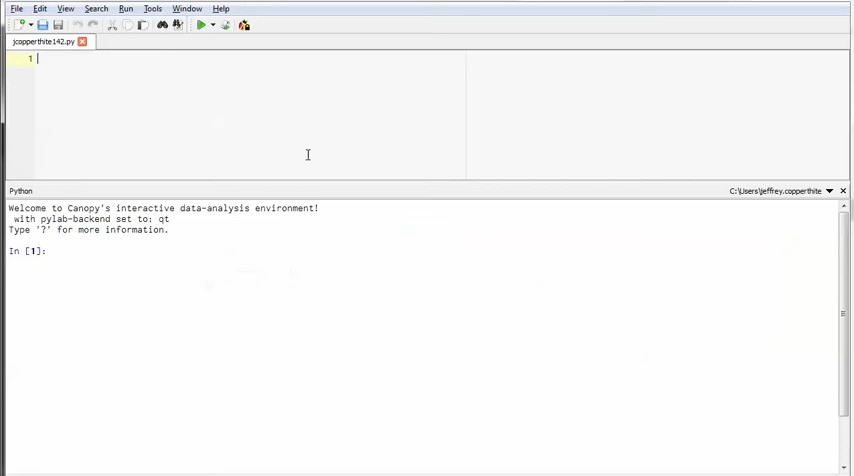 File Edit View Search Run Tools Window Help
jcopperthite142.py
1
Python C:\Users\jeffrey.copperthite
Welcome to Canopy's interactive data-analysis environment!
with pylab-backend set to: qt
Type '?' for more information.
In [1]: